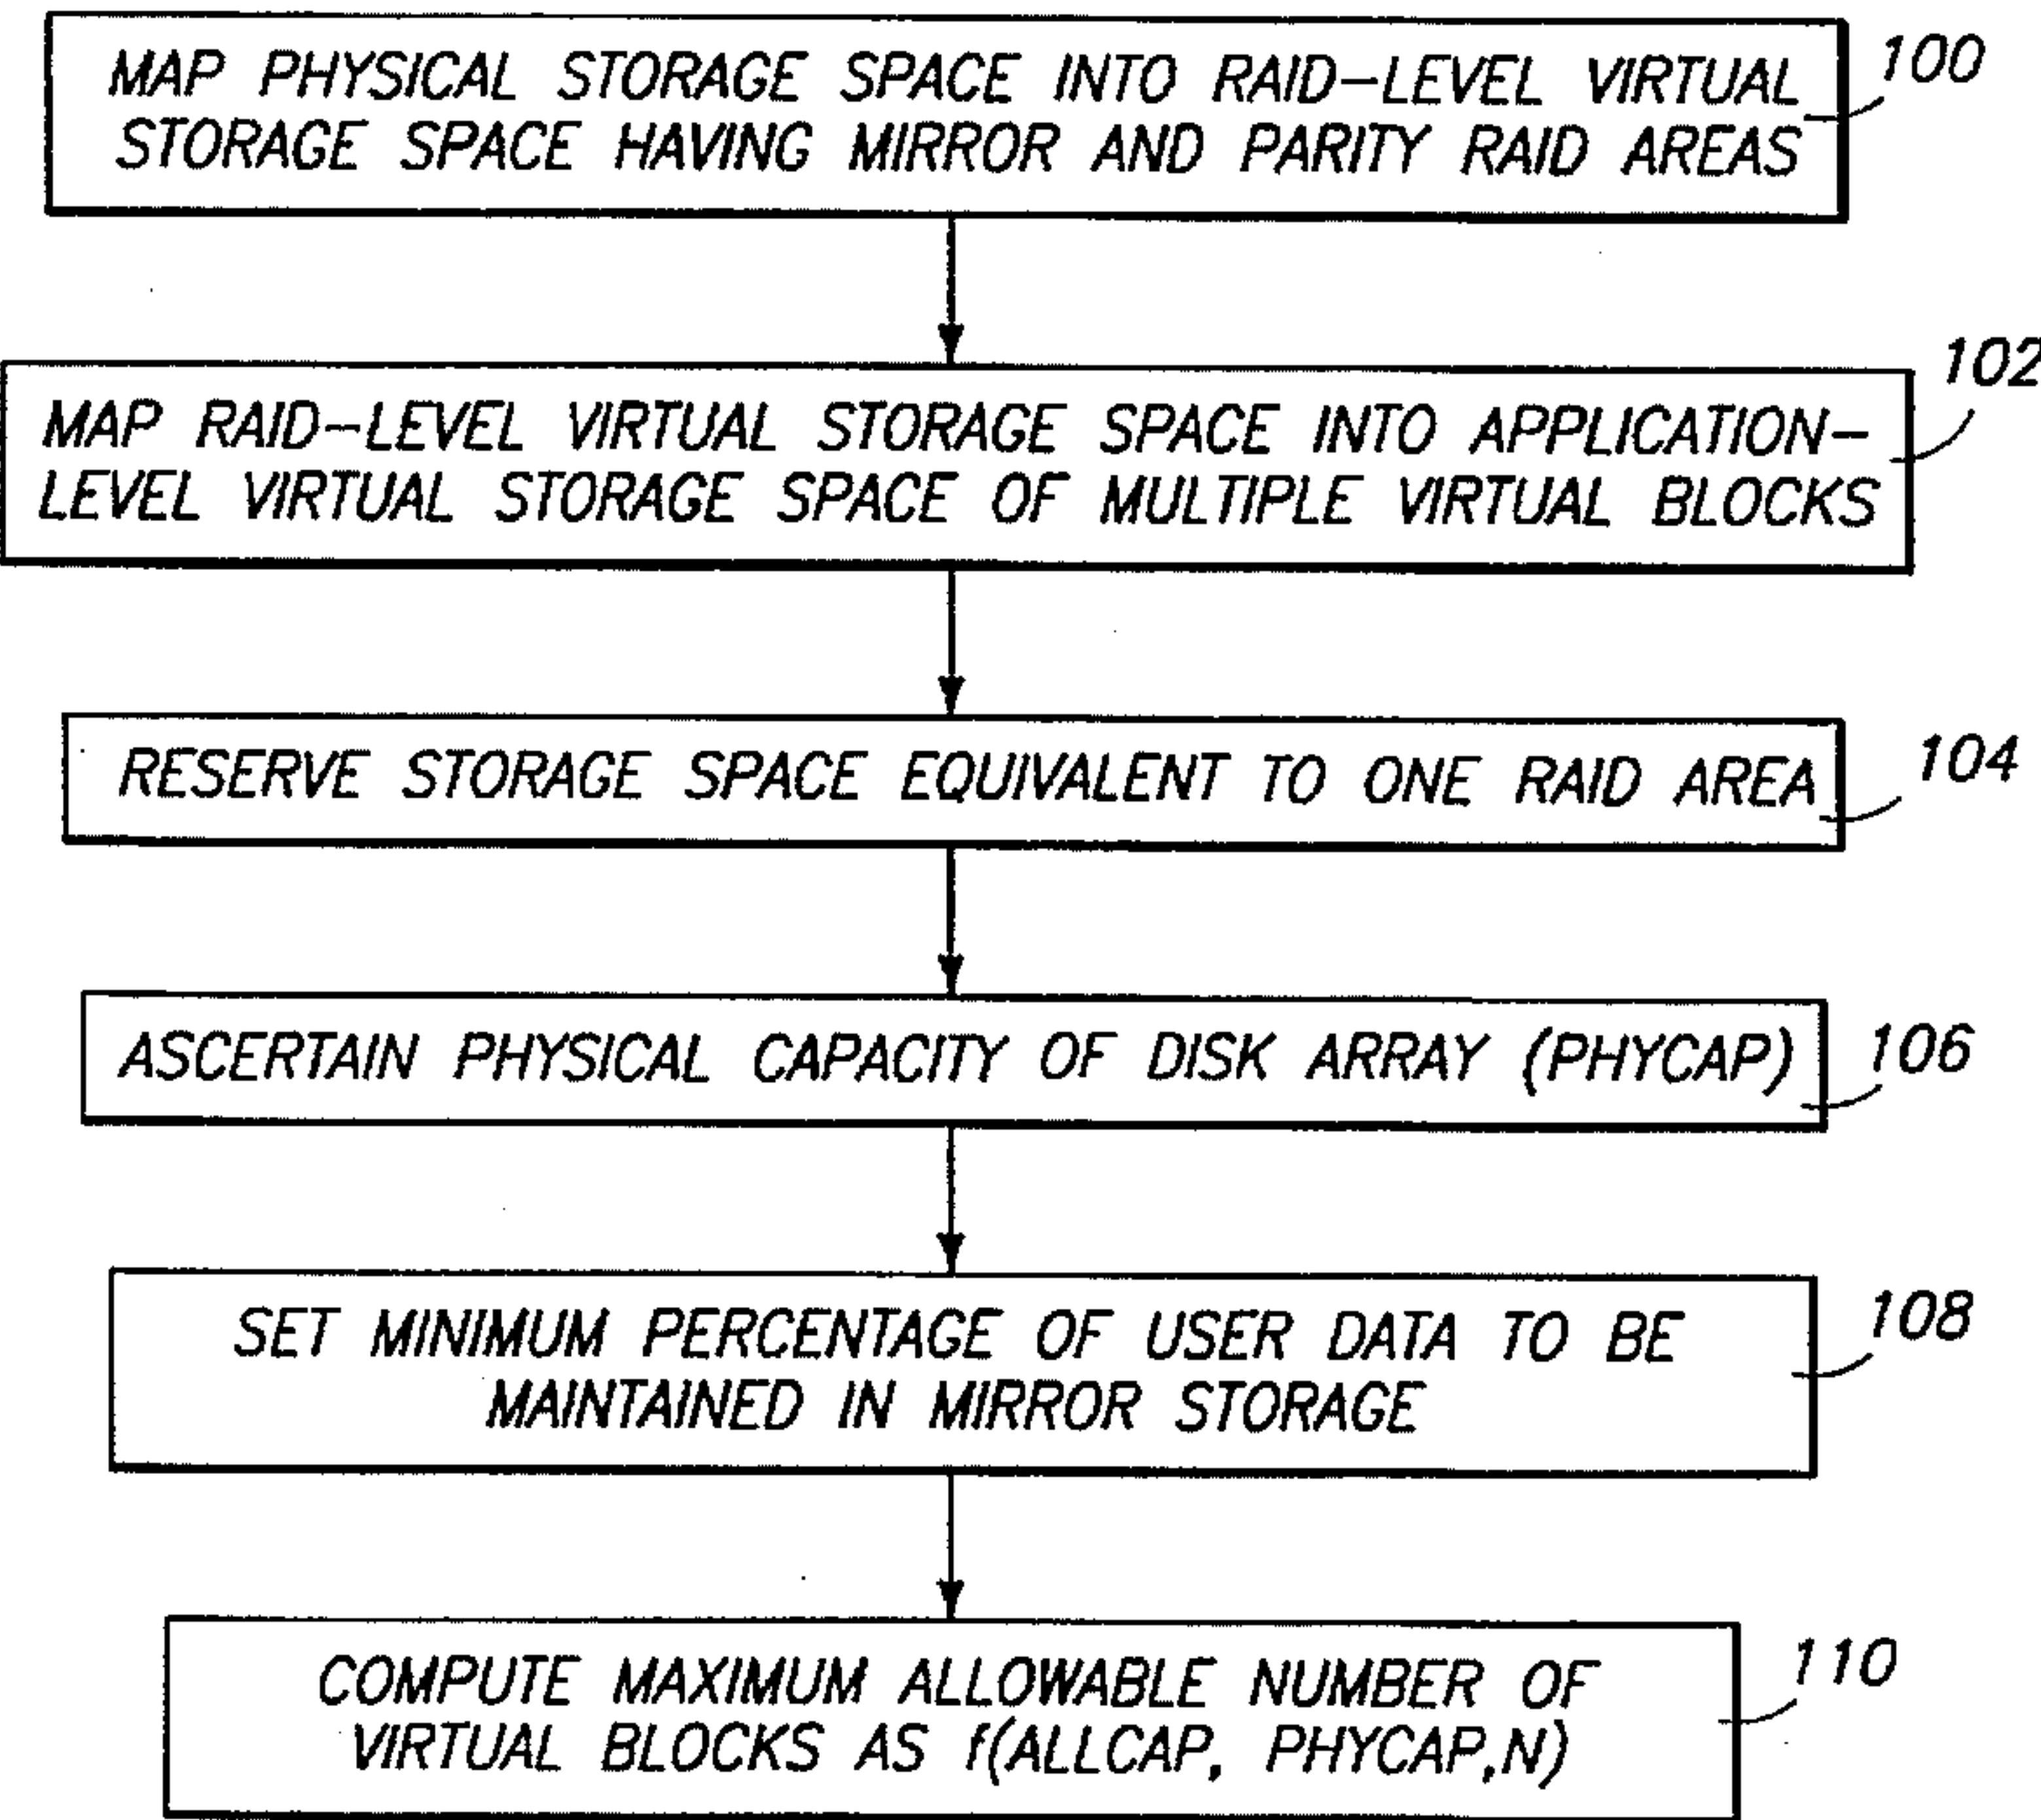 MAP PHYSICAL STORAGE SPACE INTO RAID-LEVEL VIRTUAL
STORAGE SPACE HAVING MIRROR AND PARITY RAID AREAS
100
MAP RAID-LEVEL VIRTUAL STORAGE SPACE INTO APPLICATION-
LEVEL VIRTUAL STORAGE SPACE OF MULTIPLE VIRTUAL BLOCKS
102
RESERVE STORAGE SPACE EQUIVALENT TO ONE RAID AREA
104
ASCERTAIN PHYSICAL CAPACITY OF DISK ARRAY (PHYCAP)
106
SET MINIMUM PERCENTAGE OF USER DATA TO BE
MAINTAINED IN MIRROR STORAGE
108
COMPUTE MAXIMUM ALLOWABLE NUMBER OF
VIRTUAL BLOCKS AS f(ALLCAP, PHYCAP,N)
110